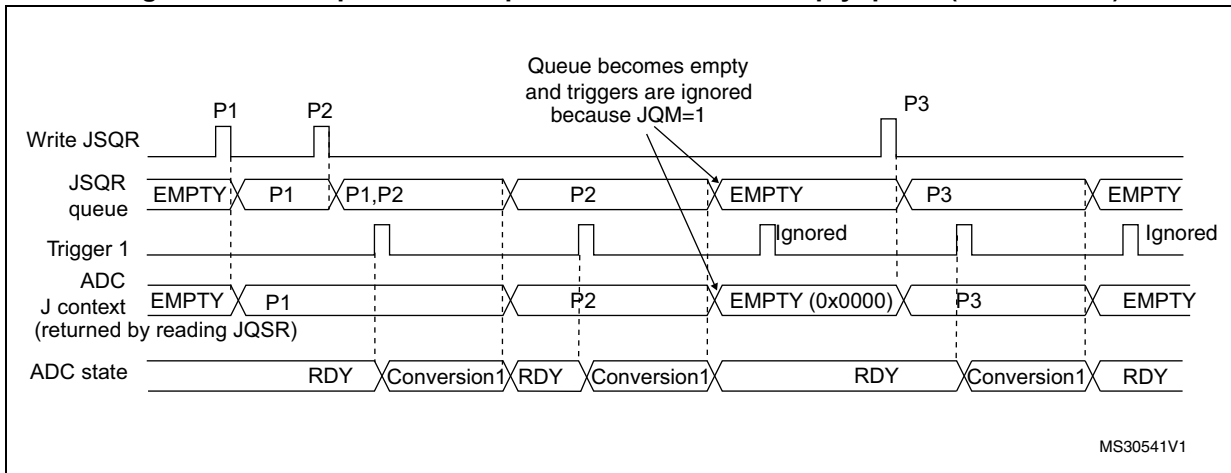 Queue becomes empty
and triggers are ignored
because JQM=1
P1
P2
P3
Write JSQR
JSQR
queue
EMPTY
P1
P1,P2
P2
EMPTY
P3
EMPTY
Trigger 1
Ignored
Ignored
ADC
J context
(returned by reading JQSR)
EMPTY
P1
P2
EMPTY (0x0000)
P3
EMPTY
ADC state
RDY
Conversion1
RDY
Conversion1
RDY
Conversion1
RDY
MS30541V1